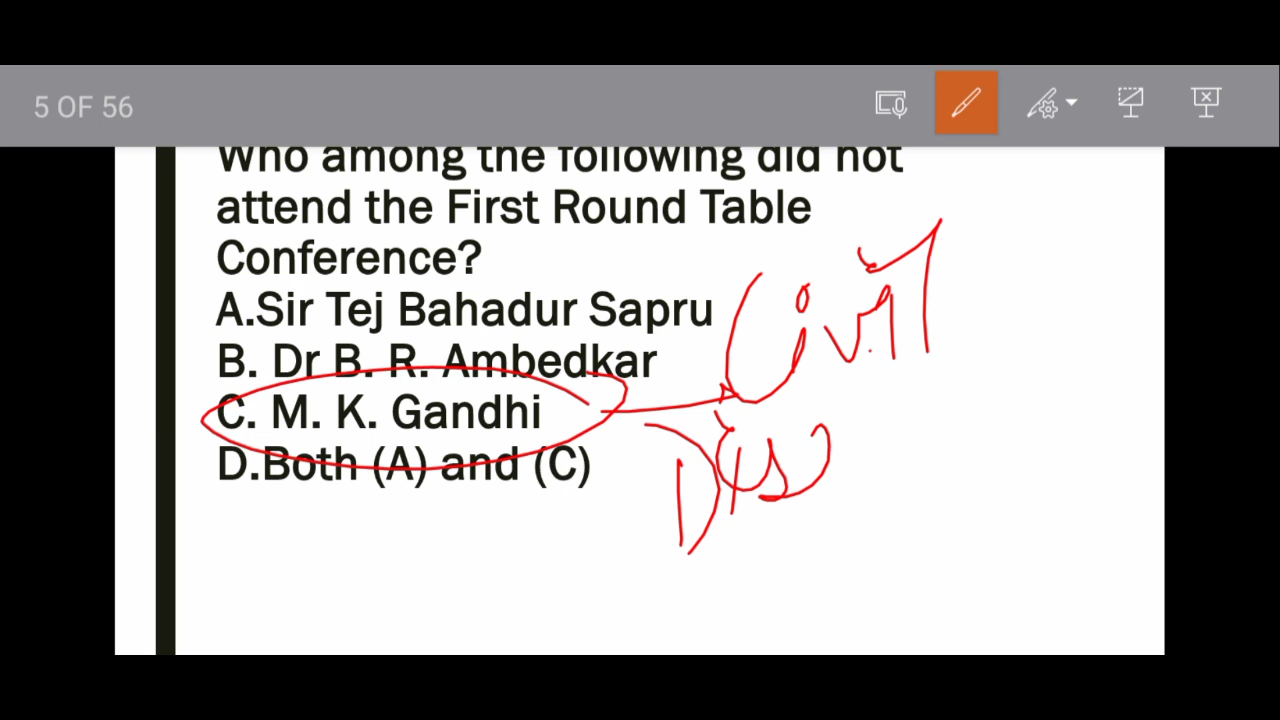 5 OF 56
Who among the following did not
attend the First Round Table
Conference?
A.Sir Tej Bahadur Sapru
B. Dr B. R. Ambedkar
C. M. K. Gandhi
D.Both (A) and (C)
Civil
Dis